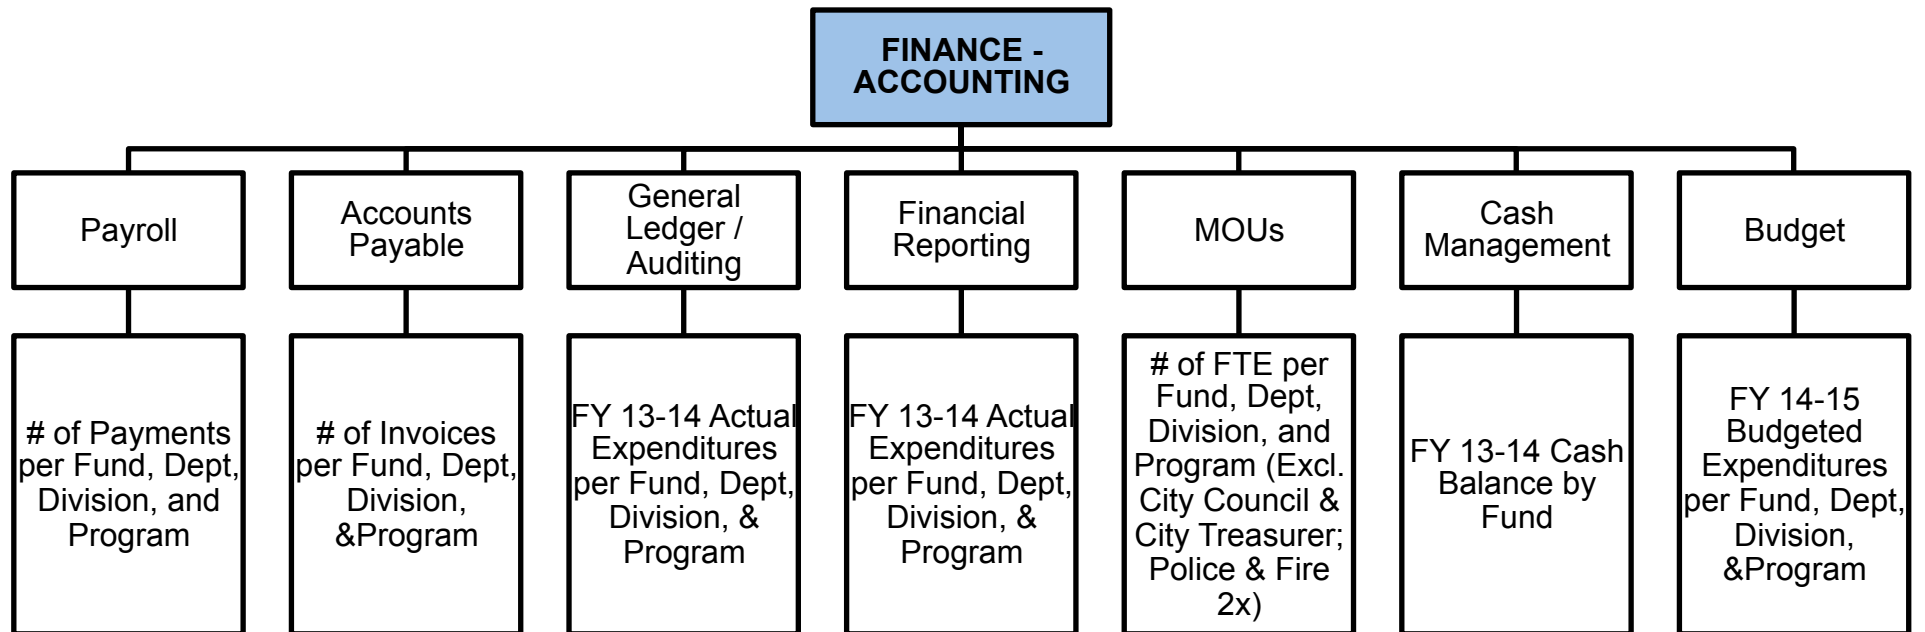 FINANCE -
ACCOUNTING
Payroll
Accounts
Payable
General
Ledger /
Auditing
Financial
Reporting
MOUs
Cash
Management
Budget
# of Payments
per Fund, Dept,
Division, and
Program
# of Invoices
per Fund, Dept,
Division,
&Program
FY 13-14 Actual
Expenditures
per Fund, Dept,
Division, &
Program
FY 13-14 Actual
Expenditures
per Fund, Dept,
Division, &
Program
# of FTE per
Fund, Dept,
Division, and
Program (Excl.
City Council &
City Treasurer;
Police & Fire
2x)
FY 13-14 Cash
Balance by
Fund
FY 14-15
Budgeted
Expenditures
per Fund, Dept,
Division,
&Program